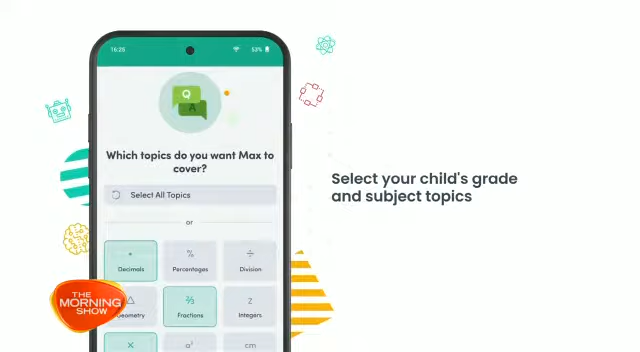 16:26
53%
Q
A
Which topics do you want Max to
cover?
Select All Topics
or
Decimals
%
Percentages
÷
Division
Geometry
⅔
Fractions
z
Integers
×
a²
cm
Select your child's grade
and subject topics
THE
MORNING
SHOW